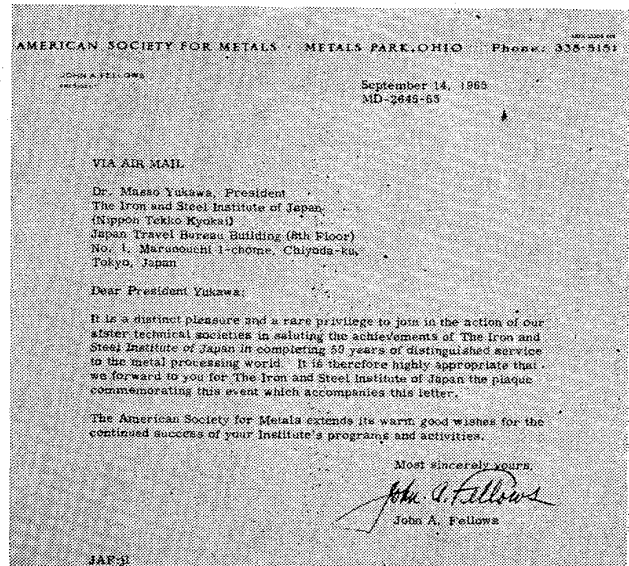 AMERICAN SOCIETY FOR METALS · METALS PARK, OHIO Phone: 338-5151
JOHN A. FELLOWS
PRESIDENT
September 14, 1965
MD-2645-65
VIA AIR MAIL
Dr. Masao Yukawa, President
The Iron and Steel Institute of Japan
(Nippon Tekko Kyokai)
Japan Travel Bureau Building (8th Floor)
No. 1, Marunouchi 1-chome, Chiyoda-ku,
Tokyo, Japan
Dear President Yukawa:
It is a distinct pleasure and a rare privilege to join in the action of our
sister technical societies in saluting the achievements of The Iron and
Steel Institute of Japan in completing 50 years of distinguished service
to the metal processing world. It is therefore highly appropriate that
we forward to you for The Iron and Steel Institute of Japan the plaque
commemorating this event which accompanies this letter.
The American Society for Metals extends its warm good wishes for the
continued success of your Institute's programs and activities.
Most sincerely yours,
John A. Fellows
John A. Fellows
JAF:jl